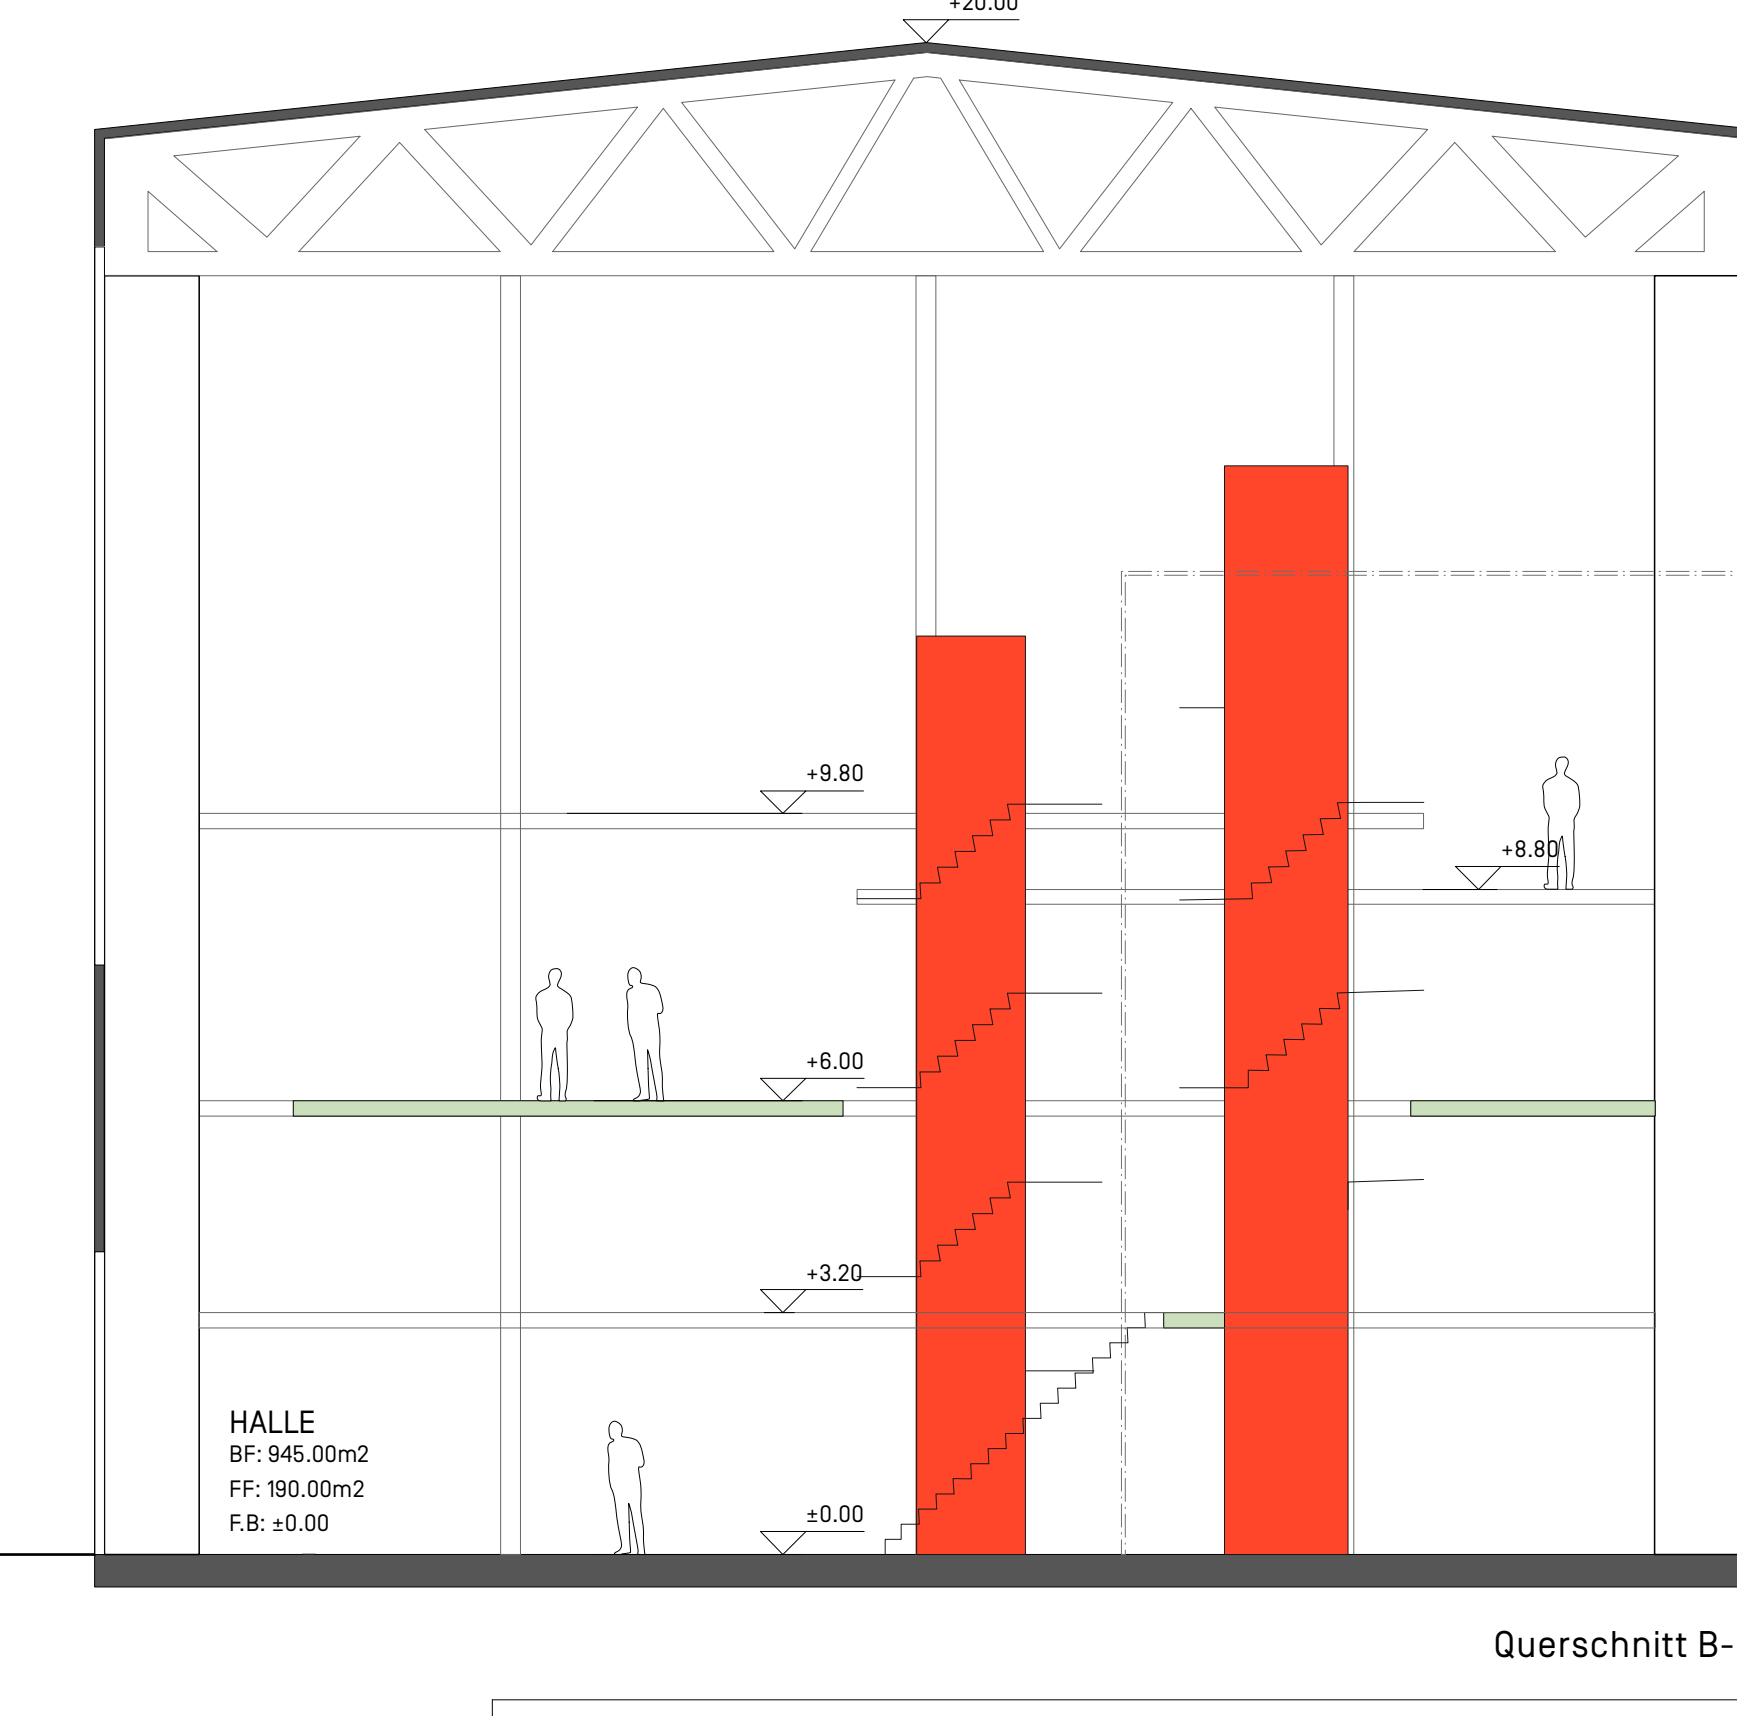 +20.00
+9.80
+8.80
+6.00
+3.20
HALLE
BF: 945.00m2
FF: 190.00m2
F.B: ±0.00
±0.00
Querschnitt B-